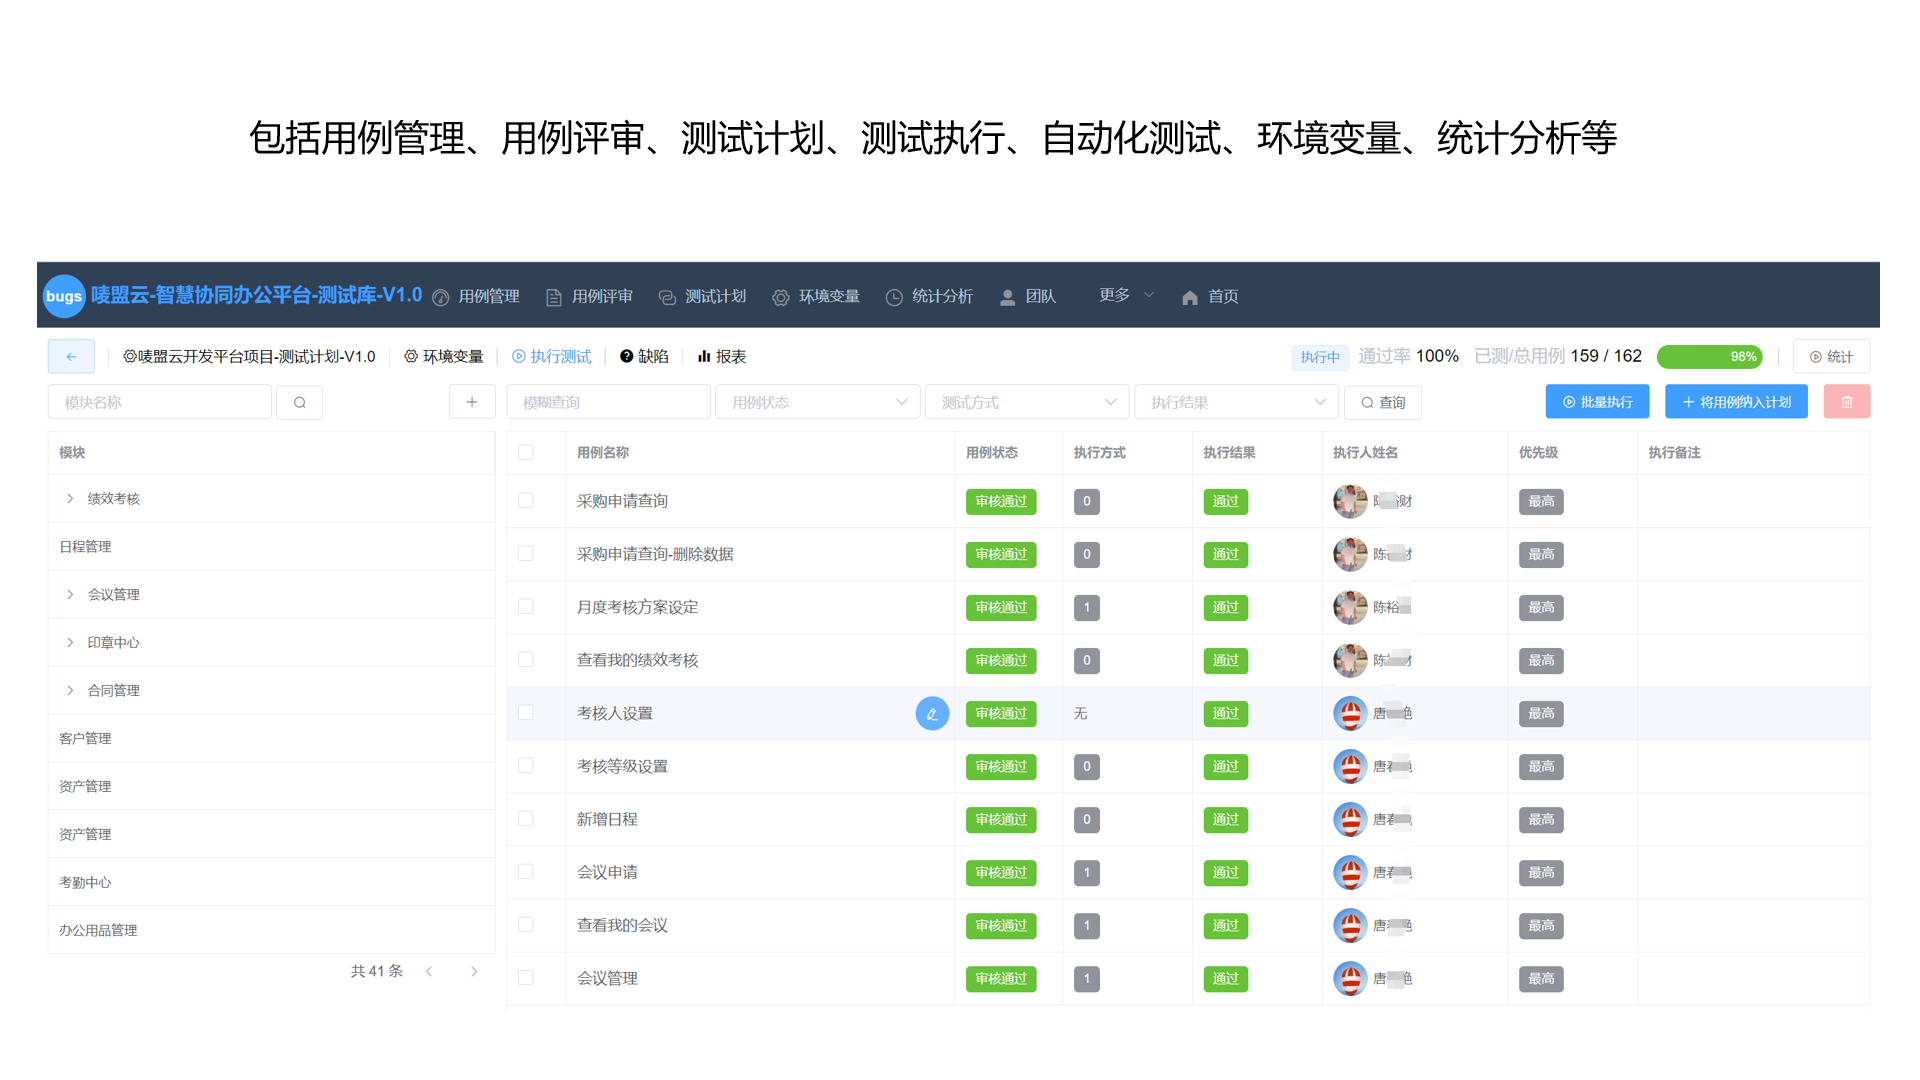 包括用例管理、用例评审、测试计划、测试执行、自动化测试、环境变量、统计分析等
bugs 唛盟云-智慧协同办公平台-测试库-V1.0 用例管理 用例评审 测试计划 环境变量 统计分析 团队 更多 首页
唛盟云开发平台项目-测试计划-V1.0 环境变量 执行测试 缺陷 报表 执行中 通过率 100% 已测/总用例 159 / 162 98% 统计
模块名称 模糊查询 用例状态 测试方式 执行结果 查询 批量执行 将用例纳入计划
模块
绩效考核
日程管理
会议管理
印章中心
合同管理
客户管理
资产管理
资产管理
考勤中心
办公用品管理
共 41 条
用例名称 用例状态 执行方式 执行结果 执行人姓名 优先级 执行备注
采购申请查询 审核通过 0 通过 财 最高
采购申请查询-删除数据 审核通过 0 通过 陈 最高
月度考核方案设定 审核通过 1 通过 陈裕 最高
查看我的绩效考核 审核通过 0 通过 陈 最高
考核人设置 审核通过 无 通过 唐 艳 最高
考核等级设置 审核通过 0 通过 唐 最高
新增日程 审核通过 0 通过 唐 最高
会议申请 审核通过 1 通过 唐 最高
查看我的会议 审核通过 1 通过 唐 艳 最高
会议管理 审核通过 1 通过 唐 艳 最高